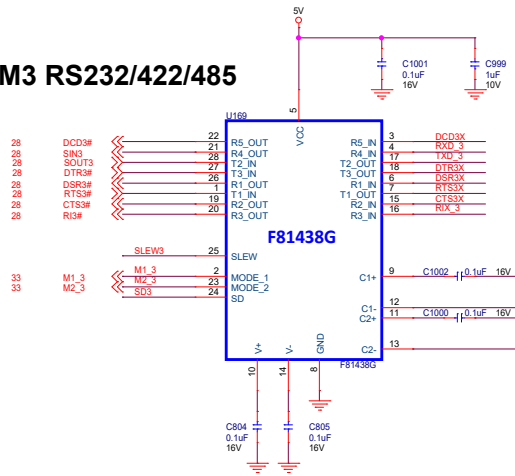 5V
M3 RS232/422/485
C1001
0.1uF
16V
C999
1uF
10V
U169
5
VCC
28 DCD3# 22 R5_OUT R5_IN 3 DCD3X
28 SIN3 21 R4_OUT R4_IN 4 RXD_3
28 SOUT3 28 T2_IN T2_OUT 17 TXD_3
28 DTR3# 27 T3_IN T3_OUT 18 DTR3X
28 DSR3# 26 R1_OUT R1_IN 6 DSR3X
28 RTS3# 1 T1_IN T1_OUT 7 RTS3X
28 CTS3# 19 R2_OUT R2_IN 15 CTS3X
28 RI3# 20 R3_OUT R3_IN 16 RIX_3
F81438G
SLEW3 25 SLEW
33 M1_3 M1_3 2 MODE_1 C1+ 9 C1002 0.1uF 16V
33 M2_3 M2_3 23 MODE_2
SD3 24 SD
C1- 12
C2+ 11 C1000 0.1uF 16V
C2- 13
V+ V- GND
F81438G
10 14 8
C804
0.1uF
16V
C805
0.1uF
16V